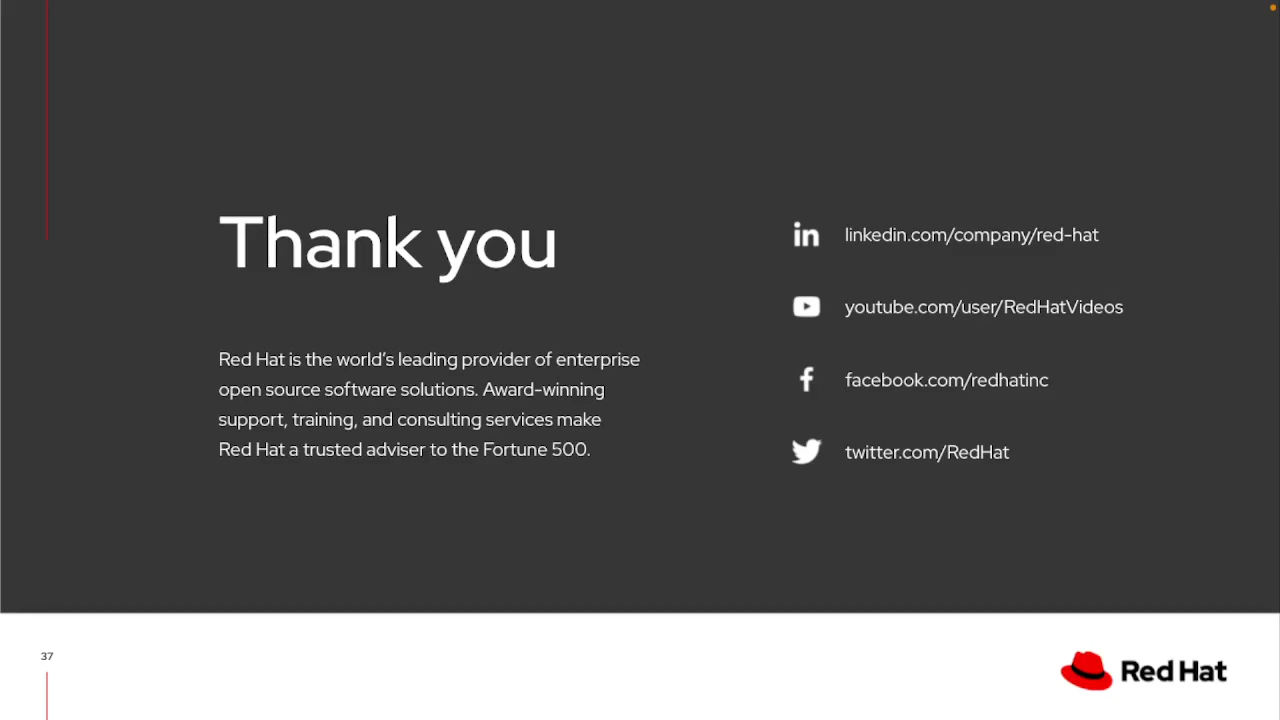 Thank you
Red Hat is the world’s leading provider of enterprise
open source software solutions. Award-winning
support, training, and consulting services make
Red Hat a trusted adviser to the Fortune 500.
linkedin.com/company/red-hat
youtube.com/user/RedHatVideos
facebook.com/redhatinc
twitter.com/RedHat
37
Red Hat